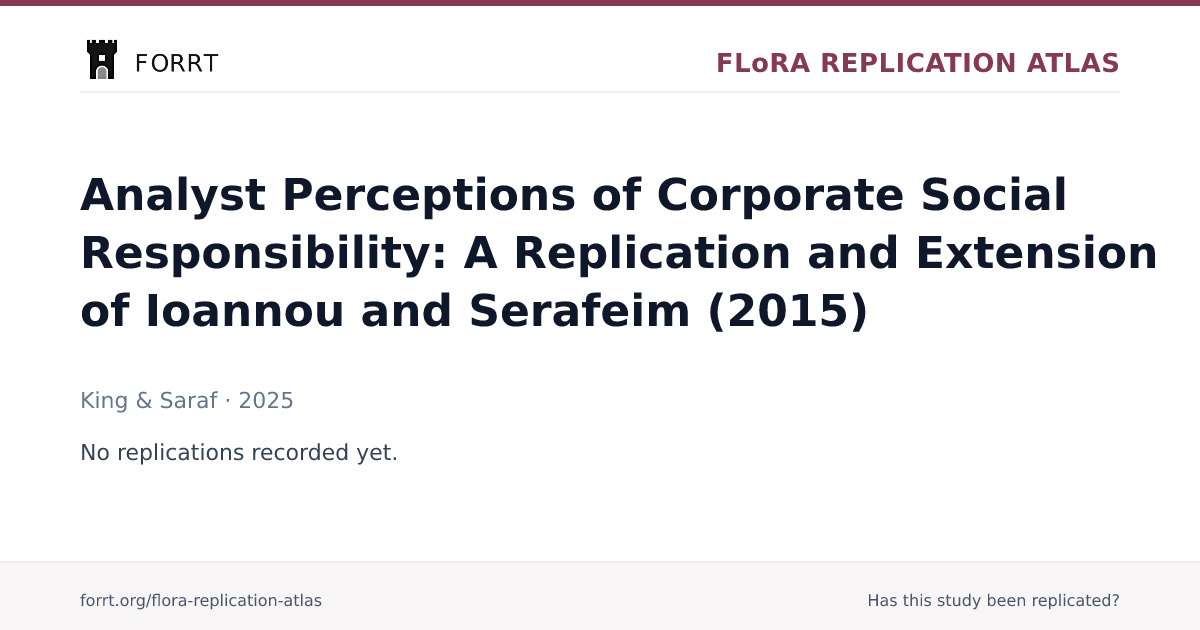 FORRT
FLoRA REPLICATION ATLAS
Analyst Perceptions of Corporate Social
Responsibility: A Replication and Extension
of Ioannou and Serafeim (2015)
King & Saraf · 2025
No replications recorded yet.
forrt.org/flora-replication-atlas
Has this study been replicated?